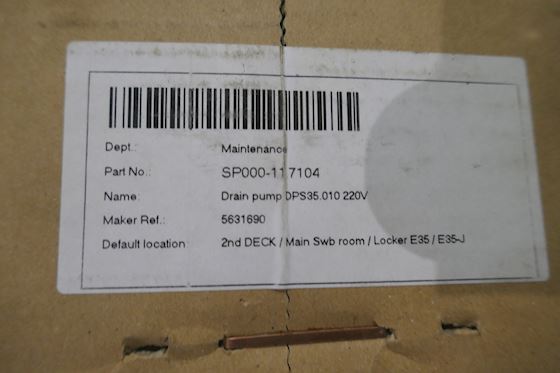 Dept.: Maintenance
Part No.: SP000-117104
Name: Drain pump DPS35.010 220V
Maker Ref.: 5631690
Default location 2nd DECK / Main Swb room / Locker E35 / E35-J